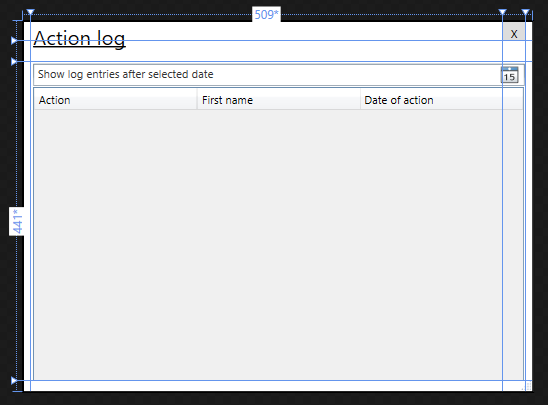 509*
Action log
X
Show log entries after selected date
15
Action First name Date of action
441*